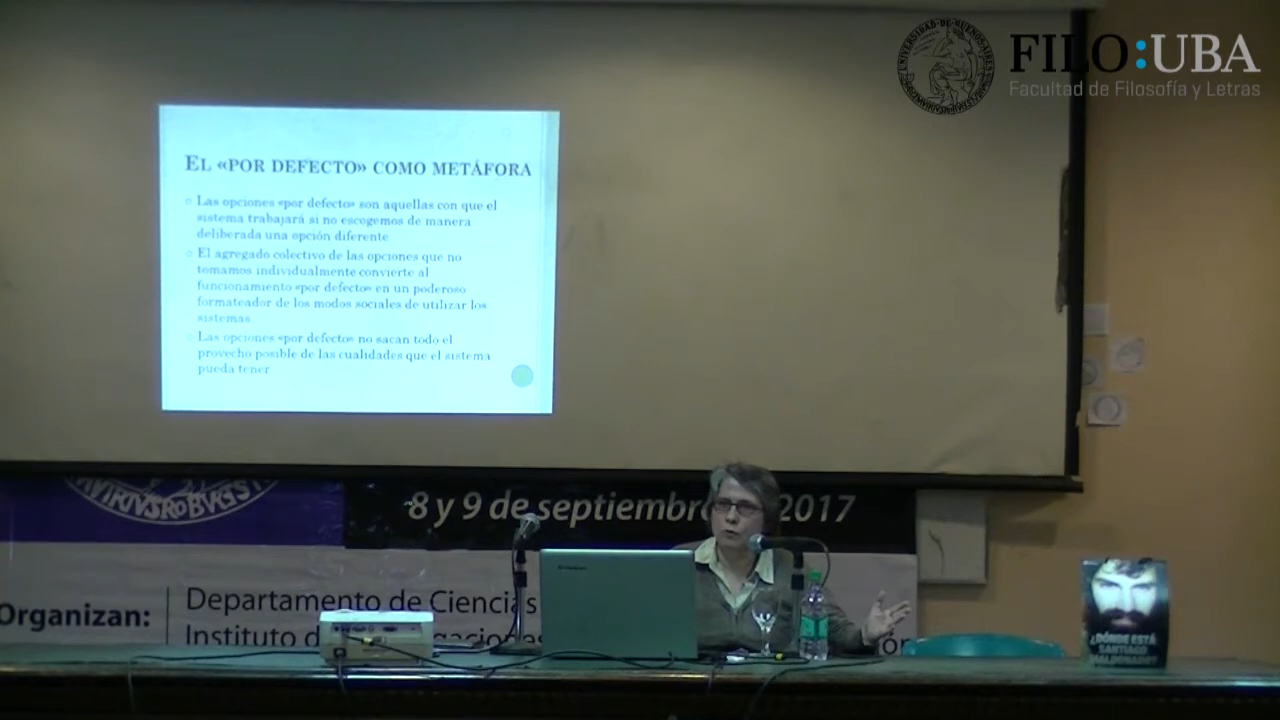 FILO:UBA
Facultad de Filosofía y Letras
EL «POR DEFECTO» COMO METÁFORA
Las opciones «por defecto» son aquellas con que el
sistema trabajará si no escogemos de manera
deliberada una opción diferente
El agregado colectivo de las opciones que no
tomamos individualmente convierte al
funcionamiento «por defecto» en un poderoso
formateador de los modos sociales de utilizar los
sistemas
Las opciones «por defecto» no sacan todo el
provecho posible de las cualidades que el sistema
pueda tener
8 y 9 de septiembre 2017
Organizan:
Departamento de Ciencias
Instituto de
¿DÓNDE ESTÁ
SANTIAGO
MALDONADO?